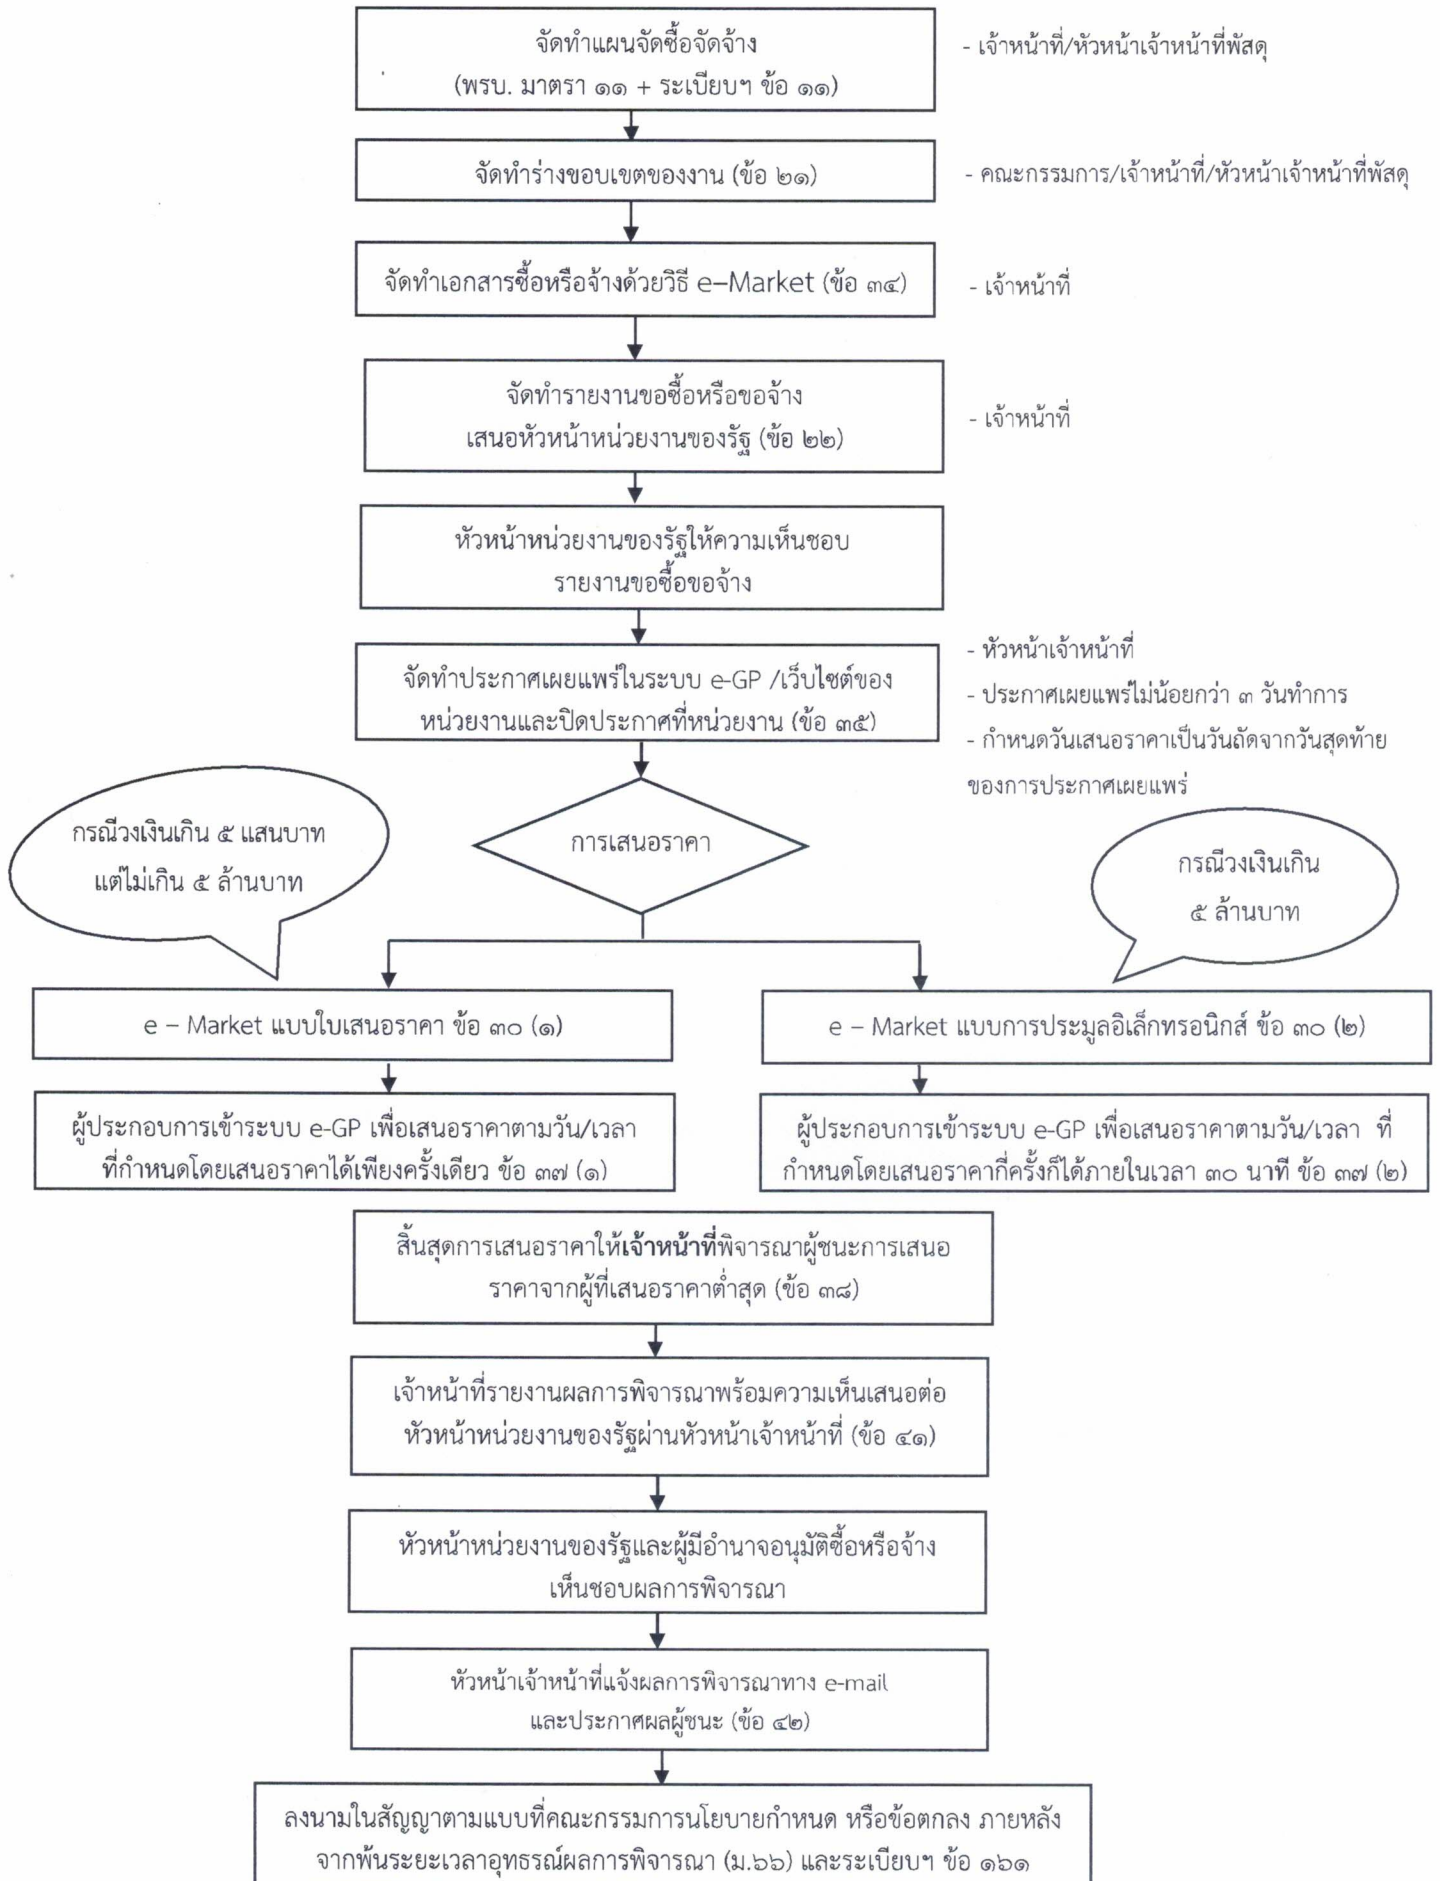 จัดทำแผนจัดซื้อจัดจ้าง
(พรบ. มาตรา ๑๑ + ระเบียบฯ ข้อ ๑๑)
- เจ้าหน้าที่/หัวหน้าเจ้าหน้าที่พัสดุ
จัดทำร่างขอบเขตของงาน (ข้อ ๒๑)
- คณะกรรมการ/เจ้าหน้าที่/หัวหน้าเจ้าหน้าที่พัสดุ
จัดทำเอกสารซื้อหรือจ้างด้วยวิธี e–Market (ข้อ ๓๔)
- เจ้าหน้าที่
จัดทำรายงานขอซื้อหรือขอจ้าง
เสนอหัวหน้าหน่วยงานของรัฐ (ข้อ ๒๒)
- เจ้าหน้าที่
หัวหน้าหน่วยงานของรัฐให้ความเห็นชอบ
รายงานขอซื้อขอจ้าง
จัดทำประกาศเผยแพร่ในระบบ e-GP /เว็บไซต์ของ
หน่วยงานและปิดประกาศที่หน่วยงาน (ข้อ ๓๕)
- หัวหน้าเจ้าหน้าที่
- ประกาศเผยแพร่ไม่น้อยกว่า ๓ วันทำการ
- กำหนดวันเสนอราคาเป็นวันถัดจากวันสุดท้าย
ของการประกาศเผยแพร่
การเสนอราคา
กรณีวงเงินเกิน ๕ แสนบาท
แต่ไม่เกิน ๕ ล้านบาท
กรณีวงเงินเกิน
๕ ล้านบาท
e – Market แบบใบเสนอราคา ข้อ ๓๐ (๑)
e – Market แบบการประมูลอิเล็กทรอนิกส์ ข้อ ๓๐ (๒)
ผู้ประกอบการเข้าระบบ e-GP เพื่อเสนอราคาตามวัน/เวลา
ที่กำหนดโดยเสนอราคาได้เพียงครั้งเดียว ข้อ ๓๗ (๑)
ผู้ประกอบการเข้าระบบ e-GP เพื่อเสนอราคาตามวัน/เวลา ที่
กำหนดโดยเสนอราคากี่ครั้งก็ได้ภายในเวลา ๓๐ นาที ข้อ ๓๗ (๒)
สิ้นสุดการเสนอราคาให้เจ้าหน้าที่พิจารณาผู้ชนะการเสนอ
ราคาจากผู้ที่เสนอราคาต่ำสุด (ข้อ ๓๘)
เจ้าหน้าที่รายงานผลการพิจารณาพร้อมความเห็นเสนอต่อ
หัวหน้าหน่วยงานของรัฐผ่านหัวหน้าเจ้าหน้าที่ (ข้อ ๔๑)
หัวหน้าหน่วยงานของรัฐและผู้มีอำนาจอนุมัติซื้อหรือจ้าง
เห็นชอบผลการพิจารณา
หัวหน้าเจ้าหน้าที่แจ้งผลการพิจารณาทาง e-mail
และประกาศผลผู้ชนะ (ข้อ ๔๒)
ลงนามในสัญญาตามแบบที่คณะกรรมการนโยบายกำหนด หรือข้อตกลง ภายหลัง
จากพ้นระยะเวลาอุทธรณ์ผลการพิจารณา (ม.๖๖) และระเบียบฯ ข้อ ๑๖๑